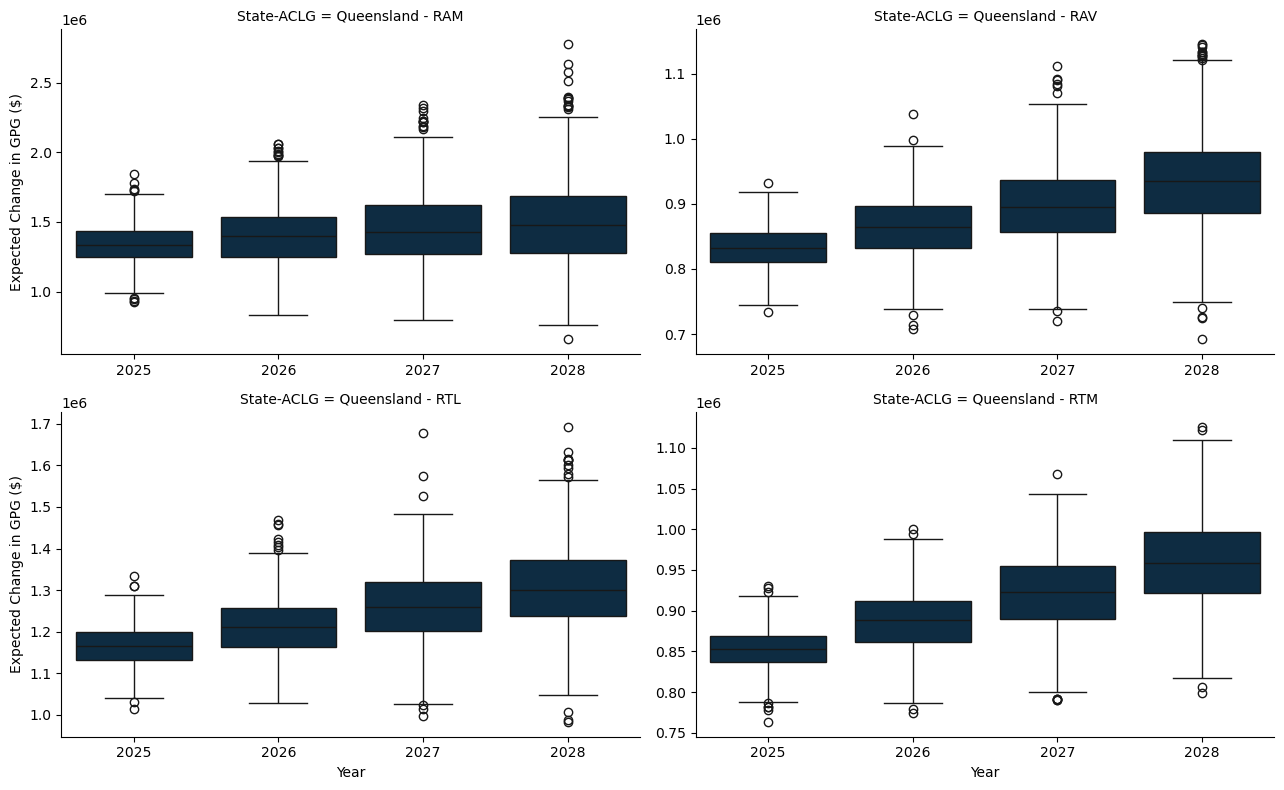 State-ACLG = Queensland - RAM
1e6
Expected Change in GPG ($)
2.5
2.0
1.5
1.0
2025 2026 2027 2028
State-ACLG = Queensland - RAV
1e6
1.1
1.0
0.9
0.8
0.7
2025 2026 2027 2028
State-ACLG = Queensland - RTL
1e6
Expected Change in GPG ($)
1.7
1.6
1.5
1.4
1.3
1.2
1.1
1.0
2025 2026 2027 2028
Year
State-ACLG = Queensland - RTM
1e6
1.10
1.05
1.00
0.95
0.90
0.85
0.80
0.75
2025 2026 2027 2028
Year